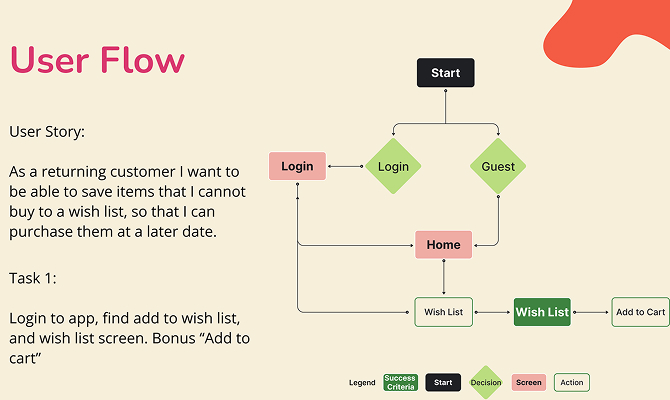 User Flow
User Story:
As a returning customer I want to
be able to save items that I cannot
buy to a wish list, so that I can
purchase them at a later date.
Task 1:
Login to app, find add to wish list,
and wish list screen. Bonus “Add to
cart”
Start
Login
Login
Guest
Home
Wish List
Wish List
Add to Cart
Legend
Success
Criteria
Start
Decision
Screen
Action